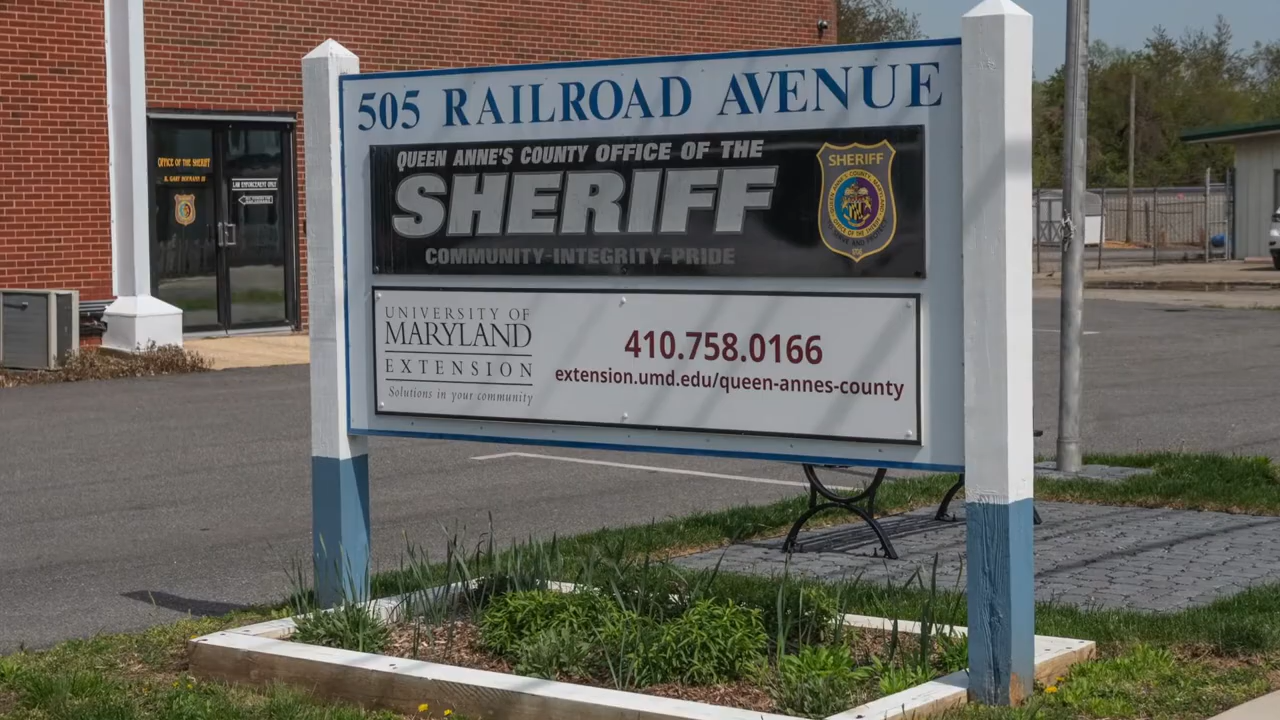 505 RAILROAD AVENUE
QUEEN ANNE'S COUNTY OFFICE OF THE
SHERIFF
COMMUNITY-INTEGRITY-PRIDE
SHERIFF
UNIVERSITY OF
MARYLAND
EXTENSION
Solutions in your community
410.758.0166
extension.umd.edu/queen-annes-county
OFFICE OF THE SHERIFF
LAW ENFORCEMENT ONLY